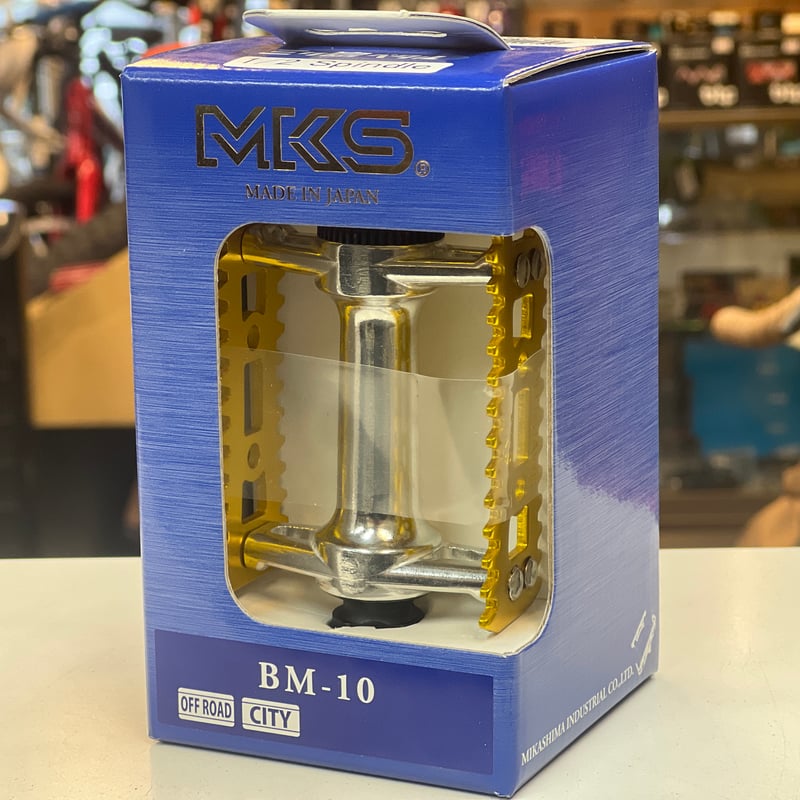 1/2 Spindle
MKS®
MADE IN JAPAN
BM-10
OFF ROAD
CITY
MIKASHIMA INDUSTRIAL CO.,LTD.